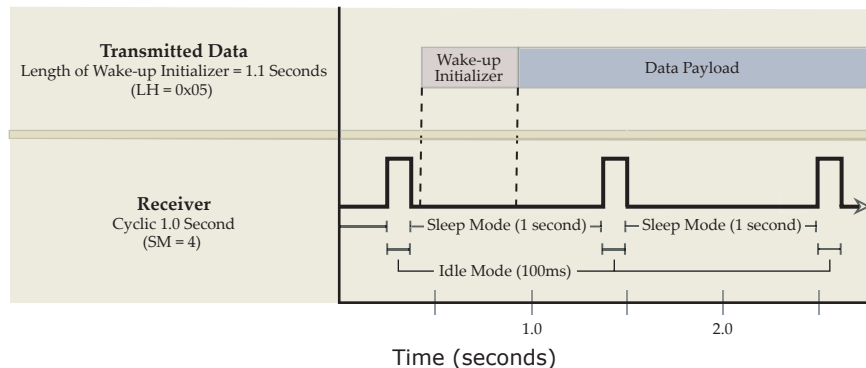 Transmitted Data
Length of Wake-up Initializer = 1.1 Seconds
(LH = 0x05)
Wake-up
Initializer
Data Payload
Receiver
Cyclic 1.0 Second
(SM = 4)
Sleep Mode (1 second)
Sleep Mode (1 second)
Idle Mode (100ms)
1.0
2.0
Time (seconds)